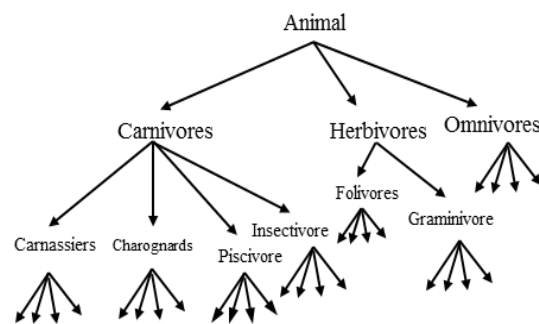 Animal
Carnivores
Herbivores
Omnivores
Carnassiers
Charognards
Piscivore
Insectivore
Folivores
Graminivore